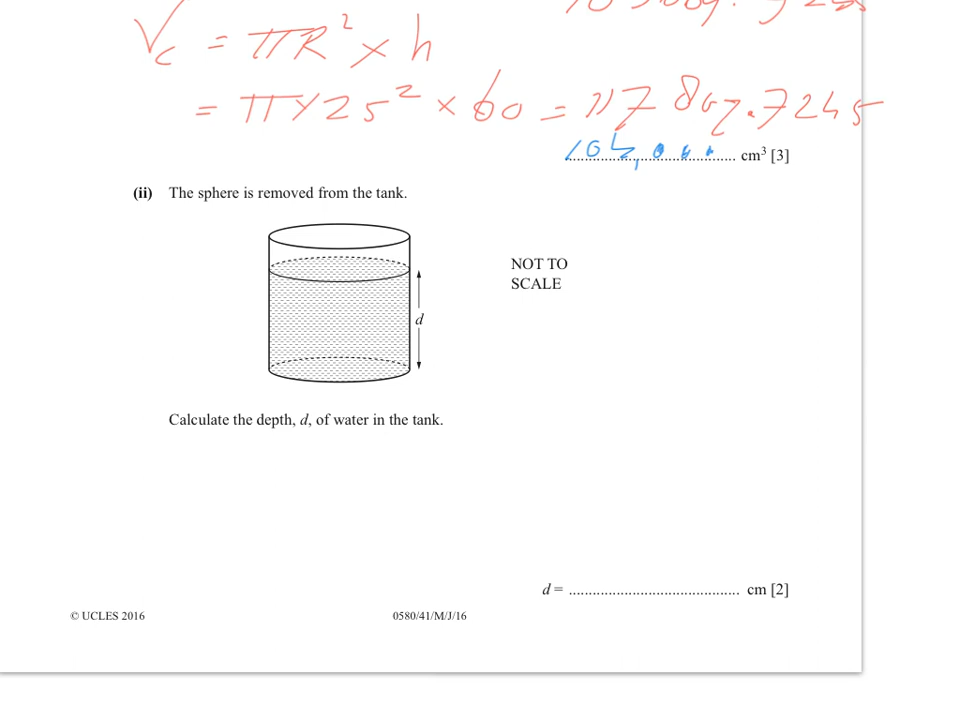 Vc = πR² × h
= π × 25² × 60 = 117 809.7245
cm³ [3]
(ii) The sphere is removed from the tank.
NOT TO
SCALE
d
Calculate the depth, d, of water in the tank.
d = .......................................... cm [2]
© UCLES 2016
0580/41/M/J/16